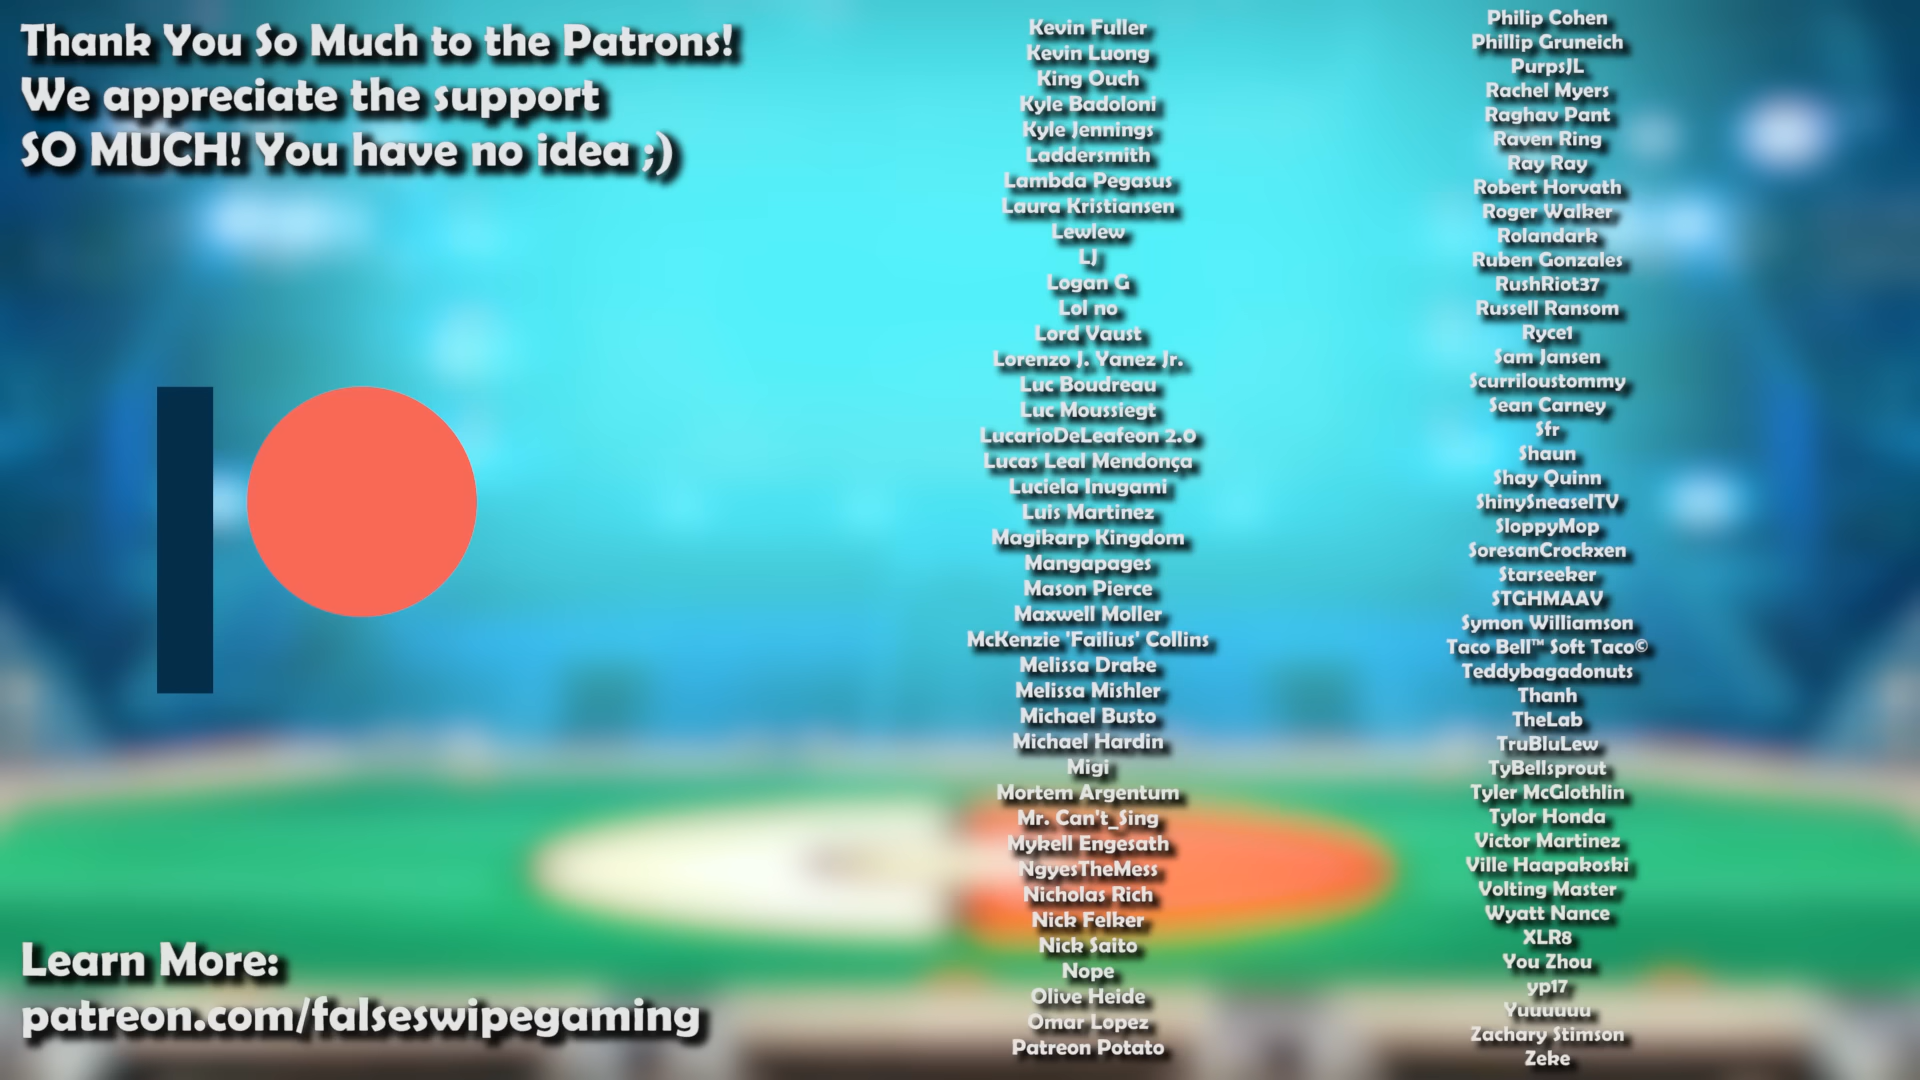 Thank You So Much to the Patrons!
We appreciate the support
SO MUCH! You have no idea ;)
Learn More:
patreon.com/falseswipegaming
Kevin Fuller
Kevin Luong
King Ouch
Kyle Badoloni
Kyle Jennings
Laddersmith
Lambda Pegasus
Laura Kristiansen
Lewlew
LJ
Logan G
Lol no
Lord Vaust
Lorenzo J. Yanez Jr.
Luc Boudreau
Luc Moussiegt
LucarioDeLeafeon 2.0
Lucas Leal Mendonça
Luciela Inugami
Luis Martinez
Magikarp Kingdom
Mangapages
Mason Pierce
Maxwell Moller
McKenzie 'Failius' Collins
Melissa Drake
Melissa Mishler
Michael Busto
Michael Hardin
Migi
Mortem Argentum
Mr. Can't_Sing
Mykell Engesath
NgyesTheMess
Nicholas Rich
Nick Felker
Nick Saito
Nope
Olive Heide
Omar Lopez
Patreon Potato
Philip Cohen
Phillip Gruneich
PurpsJL
Rachel Myers
Raghav Pant
Raven Ring
Ray Ray
Robert Horvath
Roger Walker
Rolandark
Ruben Gonzales
RushRiot37
Russell Ransom
Ryce1
Sam Jansen
Scurriloustommy
Sean Carney
Sfr
Shaun
Shay Quinn
ShinySneaselTV
SloppyMop
SoresanCrockxen
Starseeker
STGHMAAV
Symon Williamson
Taco Bell™ Soft Taco©
Teddybagadonuts
Thanh
TheLab
TruBluLew
TyBellsprout
Tyler McGlothlin
Tylor Honda
Victor Martinez
Ville Haapakoski
Volting Master
Wyatt Nance
XLR8
You Zhou
yp17
Yuuuuuu
Zachary Stimson
Zeke